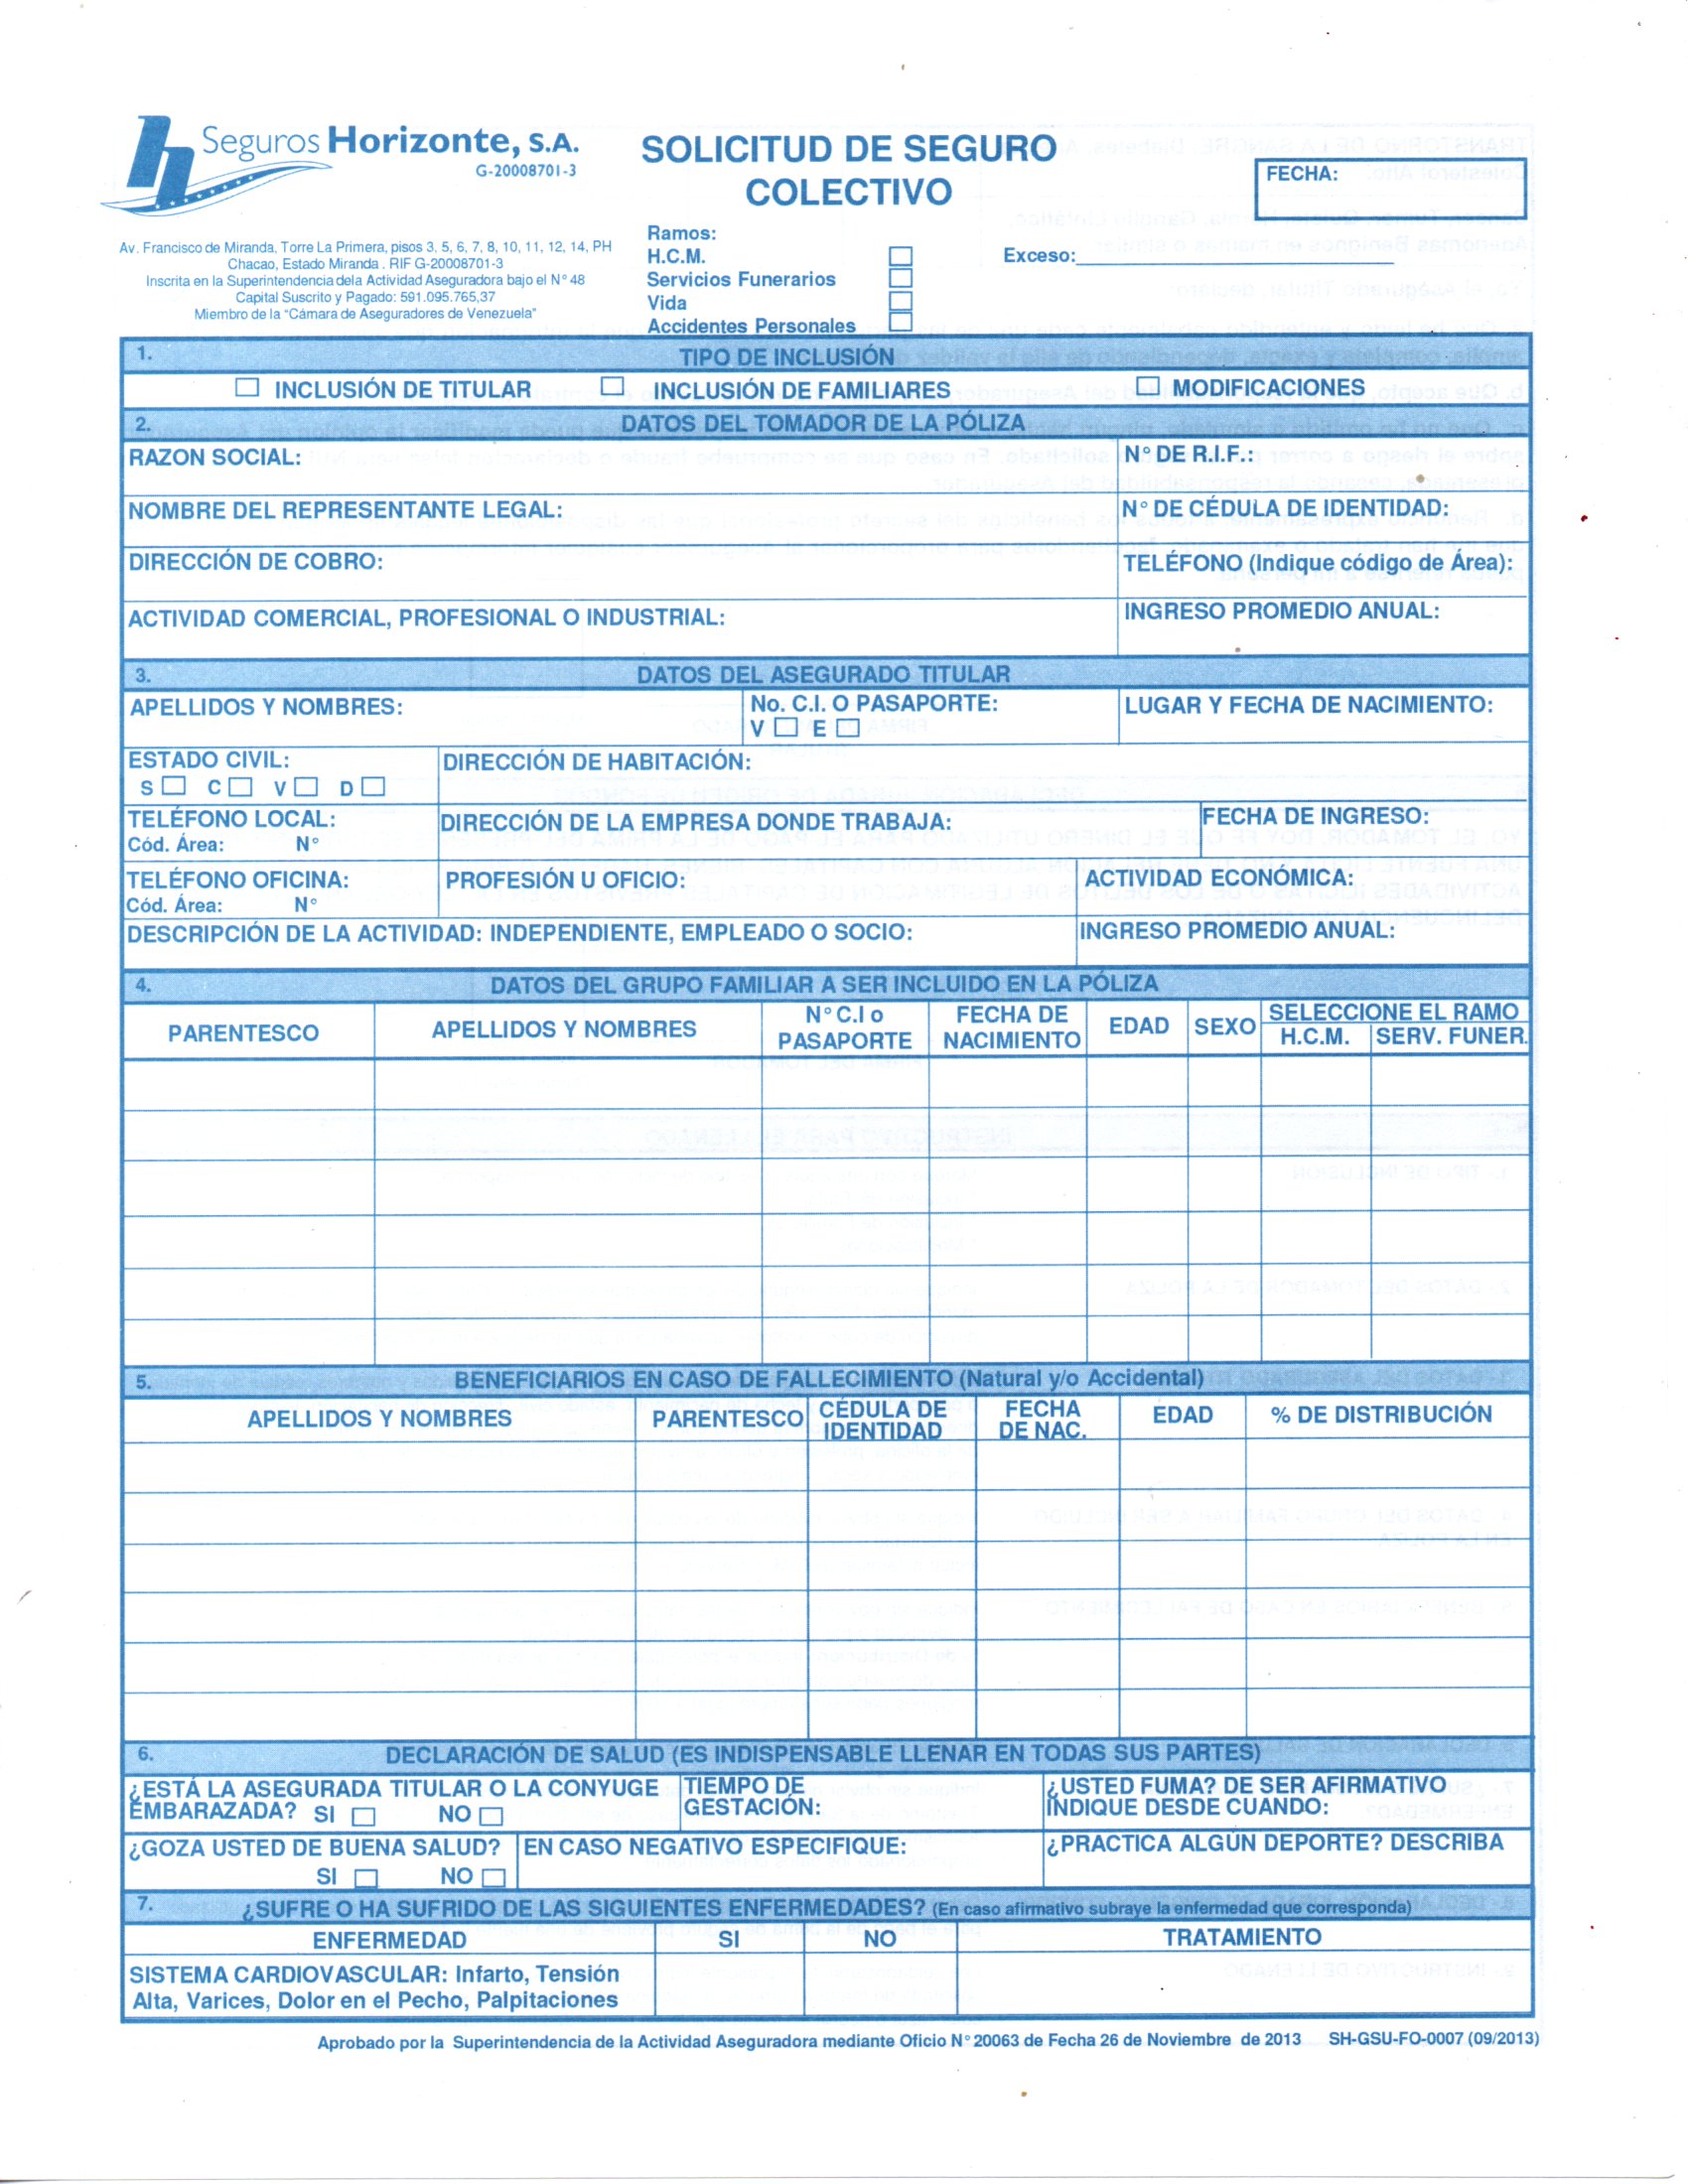 Seguros Horizonte, S.A.
G-20008701-3
SOLICITUD DE SEGURO
COLECTIVO
FECHA:
Av. Francisco de Miranda, Torre La Primera, pisos 3, 5, 6, 7, 8, 10, 11, 12, 14, PH
Chacao, Estado Miranda . RIF G-20008701-3
Inscrita en la Superintendencia dela Actividad Aseguradora bajo el N° 48
Capital Suscrito y Pagado: 591.095.765,37
Miembro de la "Cámara de Aseguradores de Venezuela"
Ramos:
H.C.M.
Servicios Funerarios
Vida
Accidentes Personales
Exceso:
1. TIPO DE INCLUSIÓN
INCLUSIÓN DE TITULAR INCLUSIÓN DE FAMILIARES MODIFICACIONES
2. DATOS DEL TOMADOR DE LA PÓLIZA
RAZON SOCIAL: N° DE R.I.F.:
NOMBRE DEL REPRESENTANTE LEGAL: N° DE CÉDULA DE IDENTIDAD:
DIRECCIÓN DE COBRO: TELÉFONO (Indique código de Área):
ACTIVIDAD COMERCIAL, PROFESIONAL O INDUSTRIAL: INGRESO PROMEDIO ANUAL:
3. DATOS DEL ASEGURADO TITULAR
APELLIDOS Y NOMBRES: No. C.I. O PASAPORTE: LUGAR Y FECHA DE NACIMIENTO:
V E
ESTADO CIVIL: DIRECCIÓN DE HABITACIÓN:
S C V D
TELÉFONO LOCAL: DIRECCIÓN DE LA EMPRESA DONDE TRABAJA: FECHA DE INGRESO:
Cód. Área: N°
TELÉFONO OFICINA: PROFESIÓN U OFICIO: ACTIVIDAD ECONÓMICA:
Cód. Área: N°
DESCRIPCIÓN DE LA ACTIVIDAD: INDEPENDIENTE, EMPLEADO O SOCIO: INGRESO PROMEDIO ANUAL:
4. DATOS DEL GRUPO FAMILIAR A SER INCLUIDO EN LA PÓLIZA
PARENTESCO APELLIDOS Y NOMBRES N° C.I o PASAPORTE FECHA DE NACIMIENTO EDAD SEXO SELECCIONE EL RAMO
H.C.M. SERV. FUNER.
5. BENEFICIARIOS EN CASO DE FALLECIMIENTO (Natural y/o Accidental)
APELLIDOS Y NOMBRES PARENTESCO CÉDULA DE IDENTIDAD FECHA DE NAC. EDAD % DE DISTRIBUCIÓN
6. DECLARACIÓN DE SALUD (ES INDISPENSABLE LLENAR EN TODAS SUS PARTES)
¿ESTÁ LA ASEGURADA TITULAR O LA CONYUGE TIEMPO DE ¿USTED FUMA? DE SER AFIRMATIVO
EMBARAZADA? SI NO GESTACIÓN: INDIQUE DESDE CUANDO:
¿GOZA USTED DE BUENA SALUD? EN CASO NEGATIVO ESPECIFIQUE: ¿PRACTICA ALGÚN DEPORTE? DESCRIBA
SI NO
7. ¿SUFRE O HA SUFRIDO DE LAS SIGUIENTES ENFERMEDADES? (En caso afirmativo subraye la enfermedad que corresponda)
ENFERMEDAD SI NO TRATAMIENTO
SISTEMA CARDIOVASCULAR: Infarto, Tensión
Alta, Varices, Dolor en el Pecho, Palpitaciones
Aprobado por la Superintendencia de la Actividad Aseguradora mediante Oficio N° 20063 de Fecha 26 de Noviembre de 2013 SH-GSU-FO-0007 (09/2013)